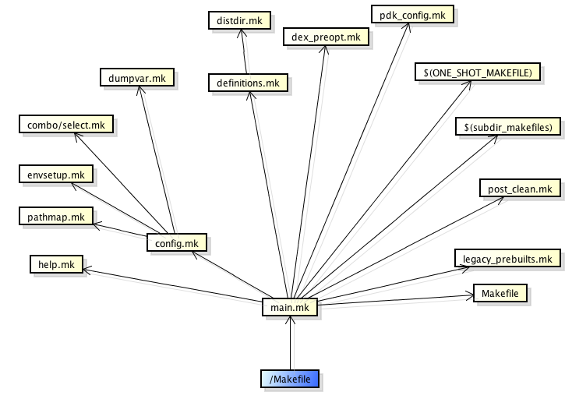 pdk_config.mk
distdir.mk
dex_preopt.mk
dumpvar.mk
definitions.mk
$(ONE_SHOT_MAKEFILE)
combo/select.mk
$(subdir_makefiles)
envsetup.mk
post_clean.mk
pathmap.mk
config.mk
help.mk
legacy_prebuilts.mk
Makefile
main.mk
/Makefile